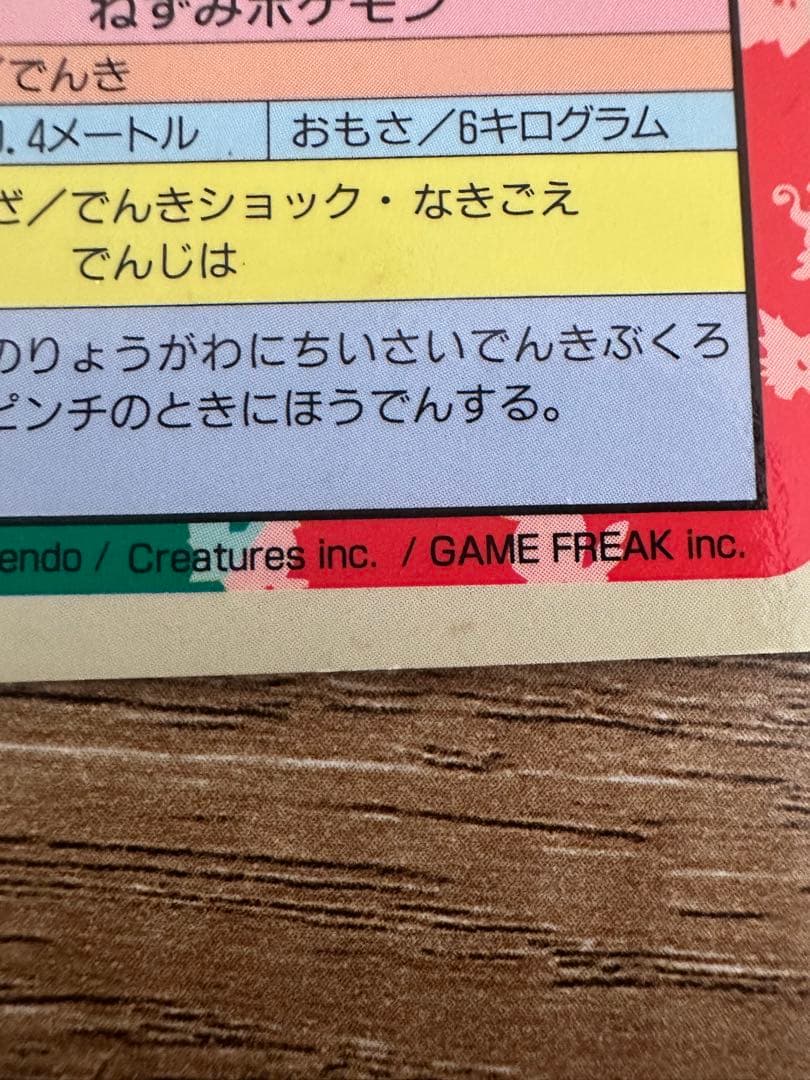 ねずみポケモン
/でんき
.4メートル おもさ/6キログラム
ざ/でんきショック・なきごえ
でんじは
のりょうがわにちいさいでんきぶくろ
ピンチのときにほうでんする。
endo / Creatures inc. / GAME FREAK inc.